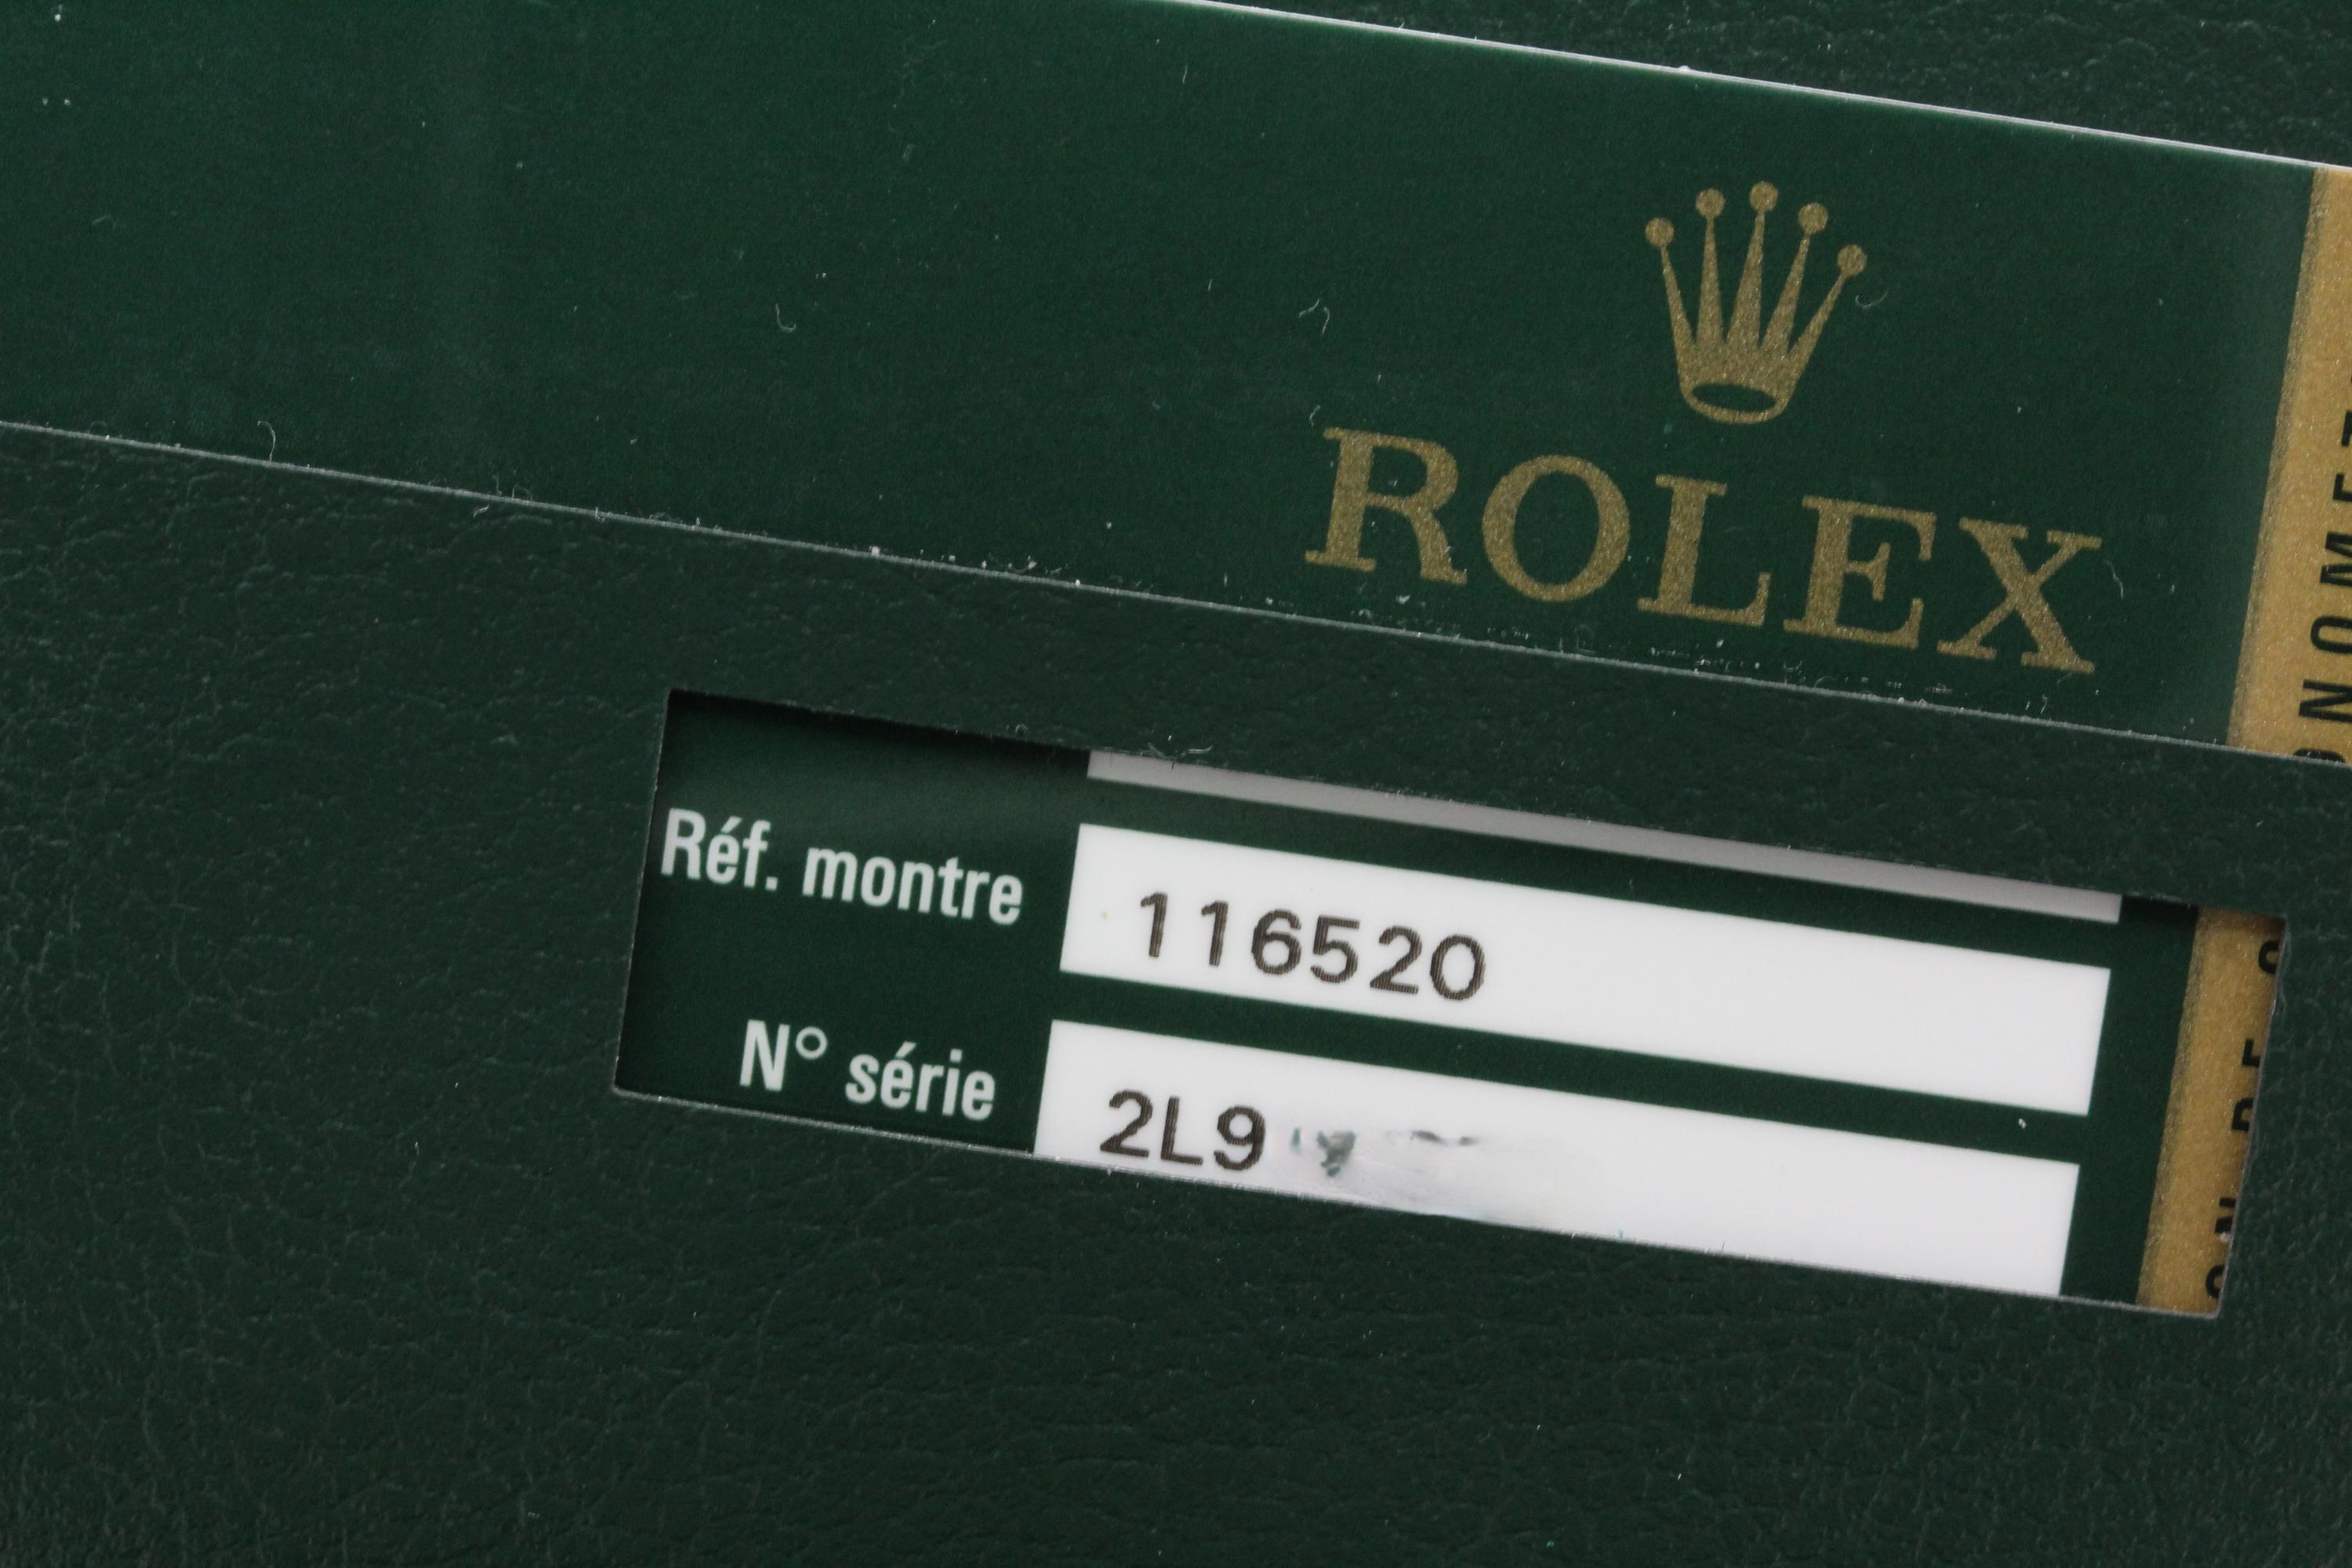 ROLEX
Réf. montre
116520
N° série
2L9